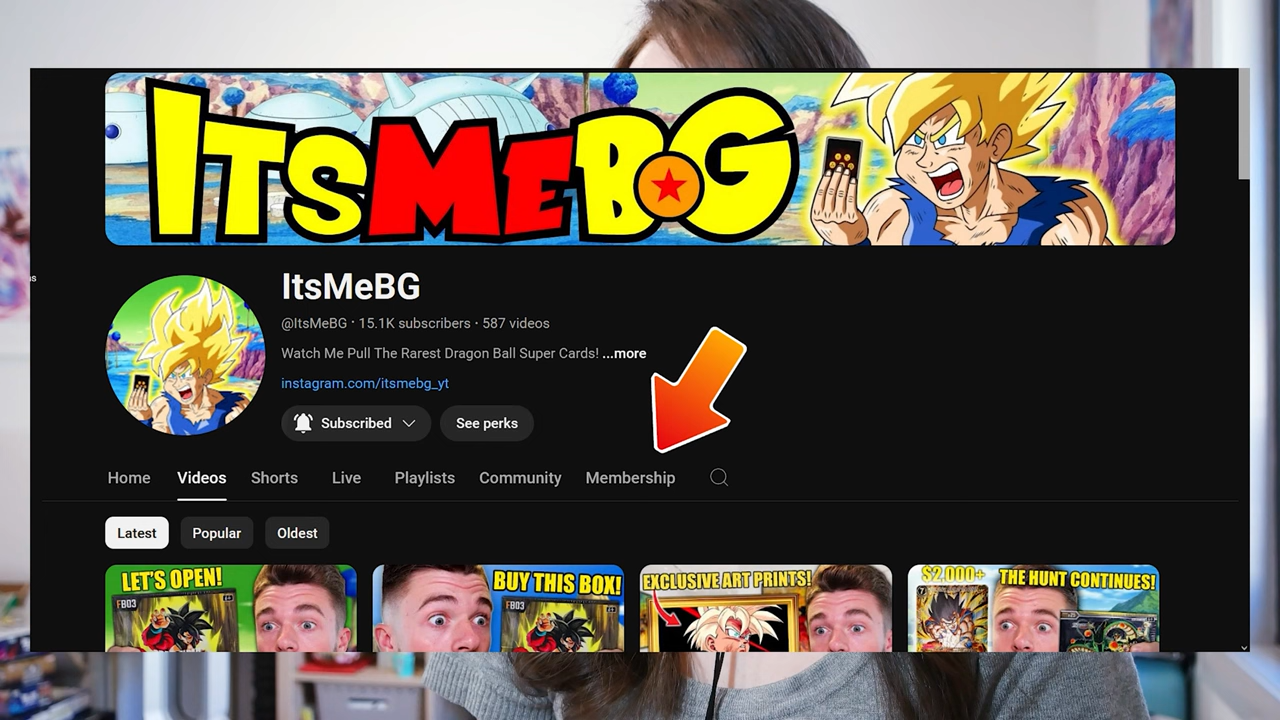 ITSMEBG
ItsMeBG
@ItsMeBG · 15.1K subscribers · 587 videos
Watch Me Pull The Rarest Dragon Ball Super Cards! ...more
instagram.com/itsmebg_yt
Subscribed
See perks
Home Videos Shorts Live Playlists Community Membership
Latest Popular Oldest
LET'S OPEN!
FB03
BUY THIS BOX!
FB03
EXCLUSIVE ART PRINTS!
$2,000+
THE HUNT CONTINUES!